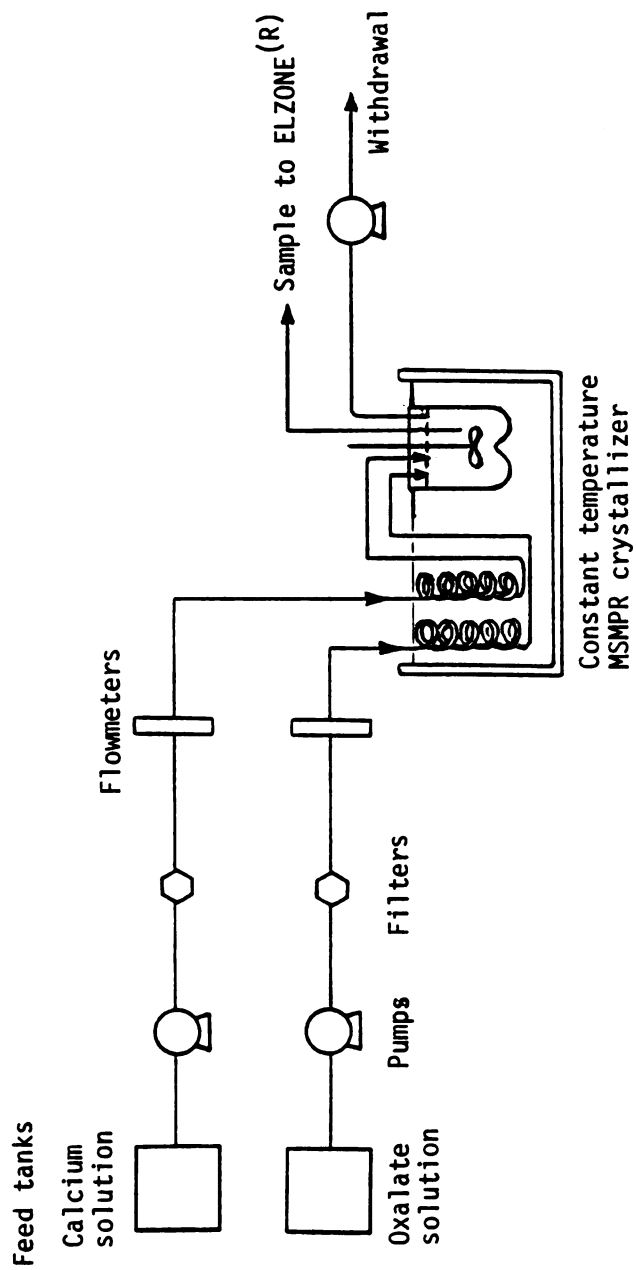 Feed tanks
Calcium
solution
Oxalate
solution
Pumps
Filters
Flowmeters
Constant temperature
MSMPR crystallizer
Sample to ELZONE(R)
Withdrawal